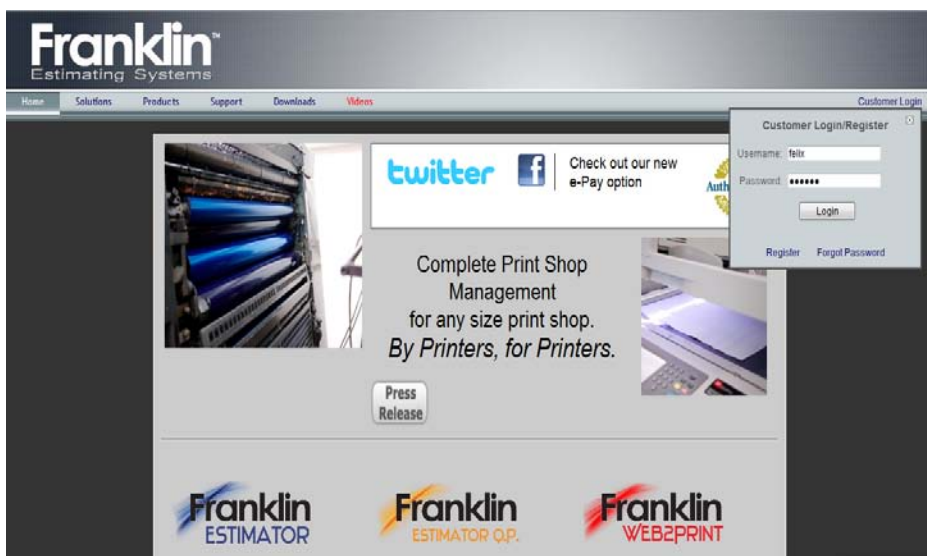 Franklin™
Estimating Systems
Home Solutions Products Support Downloads Videos Customer Login
Customer Login/Register
Username: felix
Password: ••••••
Login
Register Forgot Password
twitter f Check out our new
e-Pay option
Complete Print Shop
Management
for any size print shop.
By Printers, for Printers.
Press
Release
Franklin
ESTIMATOR
Franklin
ESTIMATOR Q.P.
Franklin
WEB2PRINT